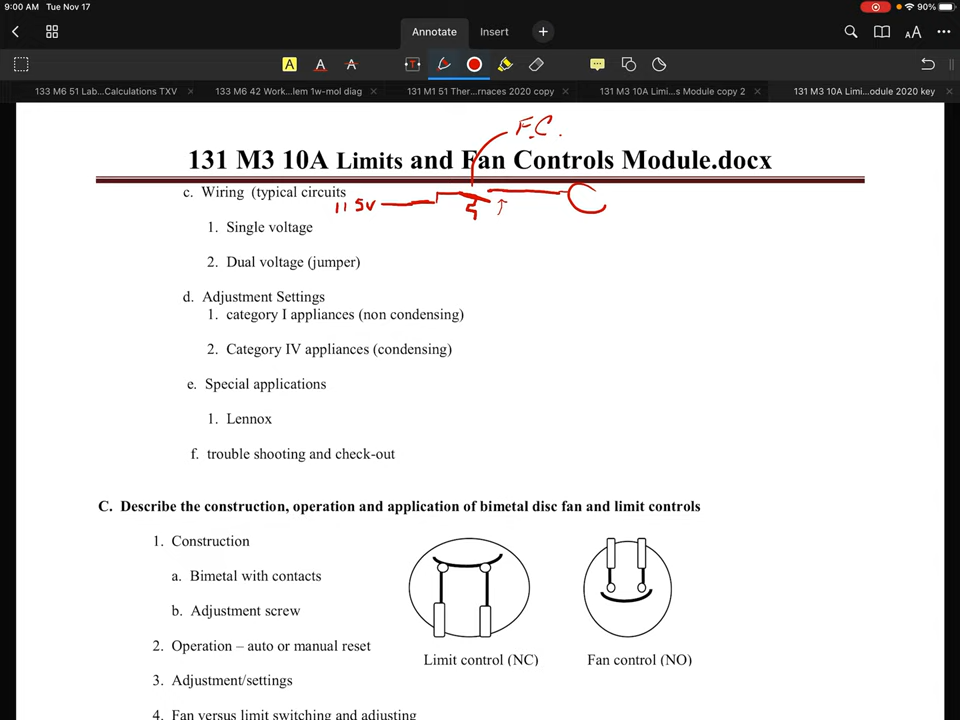 9:00 AM Tue Nov 17
90%
Annotate
Insert
133 M6 51 Lab...Calculations TXV
133 M6 42 Work...lem 1w-mol diag
131 M1 51 Ther...rnaces 2020 copy
131 M3 10A Limi...s Module copy 2
131 M3 10A Limi...odule 2020 key
F.C.
131 M3 10A Limits and Fan Controls Module.docx
c. Wiring (typical circuits
115V
1. Single voltage
2. Dual voltage (jumper)
d. Adjustment Settings
1. category I appliances (non condensing)
2. Category IV appliances (condensing)
e. Special applications
1. Lennox
f. trouble shooting and check-out
C. Describe the construction, operation and application of bimetal disc fan and limit controls
1. Construction
a. Bimetal with contacts
b. Adjustment screw
2. Operation – auto or manual reset
Limit control (NC)
Fan control (NO)
3. Adjustment/settings
4. Fan versus limit switching and adjusting